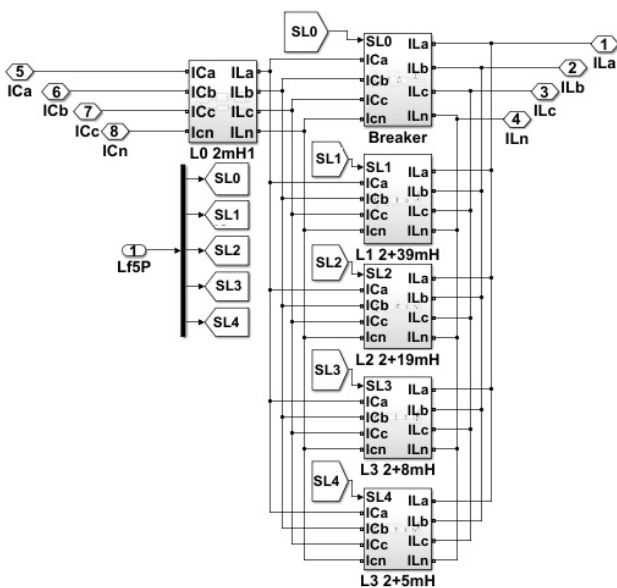 SL0
SL0 ILa
ICa
ICb ILb
ICc ILc
Icn ILn
Breaker
1
ILa
2
ILb
3
ILc
4
ILn
5
ICa
6
ICb
7
ICc
8
ICn
ICa ILa
ICb ILb
ICc ILc
Icn ILn
L0 2mH1
SL0
SL1
SL2
SL3
SL4
1
Lf5P
SL1
SL1 ILa
ICa
ICb ILb
ICc ILc
Icn ILn
L1 2+39mH
SL2
SL2 ILa
ICa
ICb ILb
ICc ILc
Icn ILn
L2 2+19mH
SL3
SL3 ILa
ICa
ICb ILb
ICc ILc
Icn ILn
L3 2+8mH
SL4
SL4 ILa
ICa
ICb ILb
ICc ILc
Icn ILn
L3 2+5mH